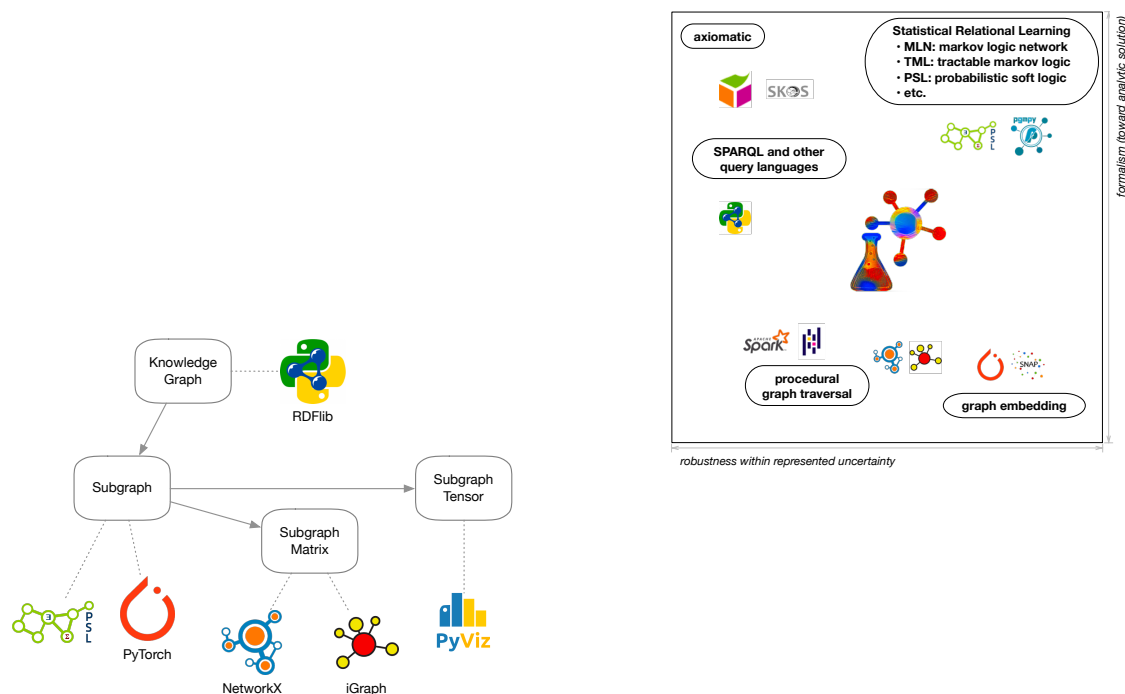 Knowledge
Graph
RDFlib
Subgraph
Subgraph
Tensor
Subgraph
Matrix
PSL
PyTorch
NetworkX
iGraph
PyViz
axiomatic
Statistical Relational Learning
• MLN: markov logic network
• TML: tractable markov logic
• PSL: probabilistic soft logic
• etc.
SKOS
PSL
pgmpy
SPARQL and other
query languages
APACHE
Spark
procedural
graph traversal
SNAP
graph embedding
robustness within represented uncertainty
formalism (toward analytic solution)